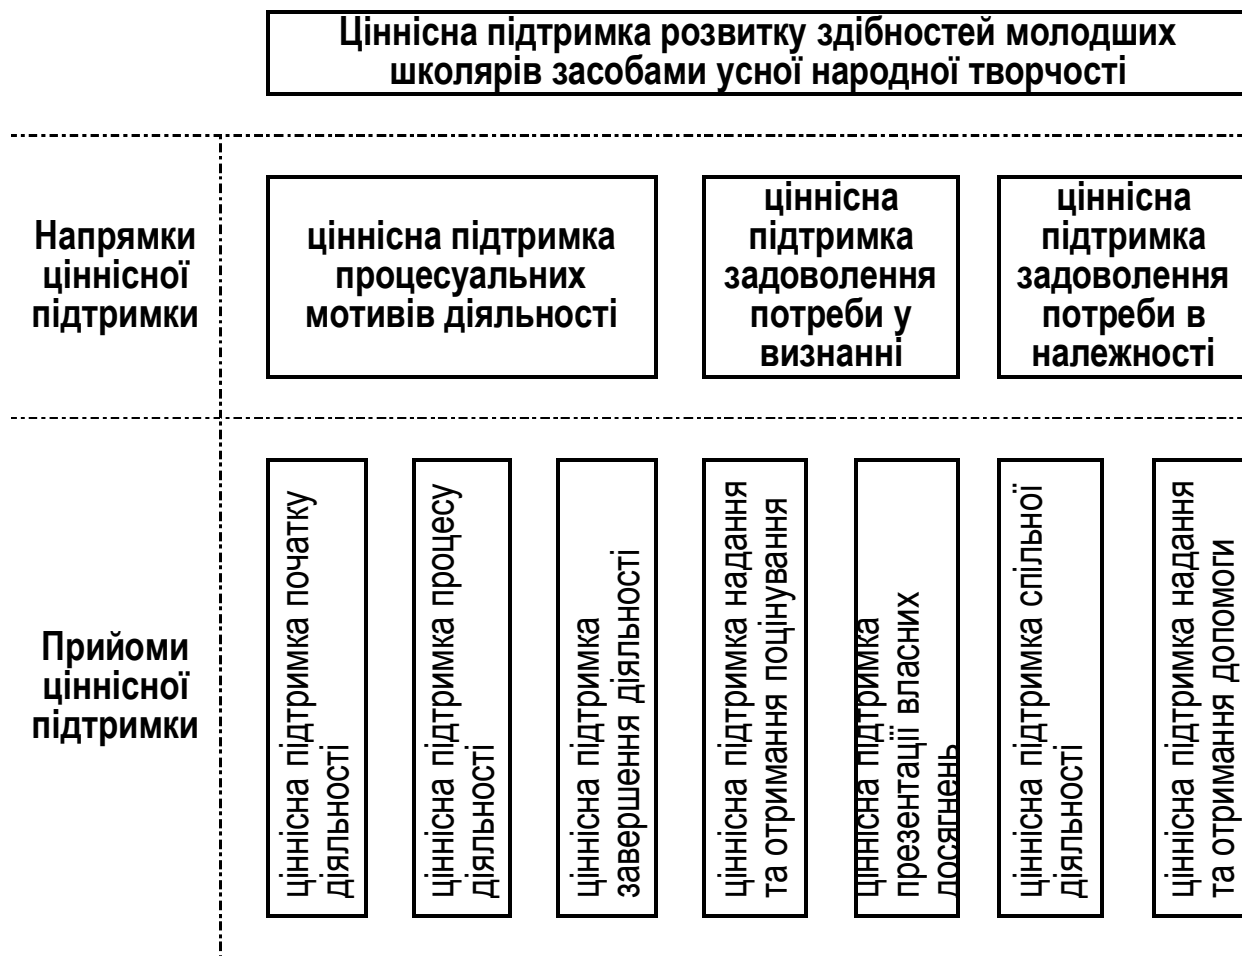 Ціннісна підтримка розвитку здібностей молодших
школярів засобами усної народної творчості
Напрямки
ціннісної
підтримки
ціннісна підтримка
процесуальних
мотивів діяльності
ціннісна
підтримка
задоволення
потреби у
визнанні
ціннісна
підтримка
задоволення
потреби в
належності
Прийоми
ціннісної
підтримки
ціннісна підтримка початку
діяльності
ціннісна підтримка процесу
діяльності
ціннісна підтримка
завершення діяльності
ціннісна підтримка надання
та отримання поцінування
ціннісна підтримка
презентації власних
досягнень
ціннісна підтримка спільної
діяльності
ціннісна підтримка надання
та отримання допомоги